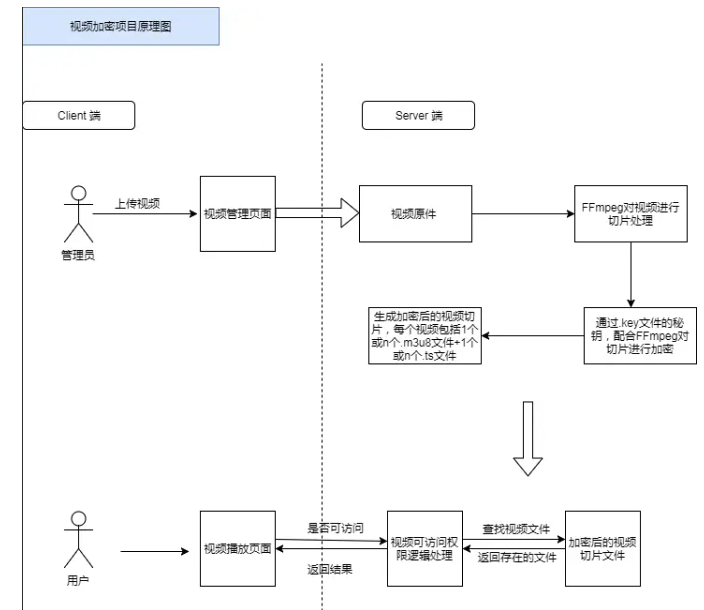 视频加密项目原理图
Client 端
Server 端
上传视频
管理员
视频管理页面
视频原件
FFmpeg对视频进行
切片处理
生成加密后的视频切
片，每个视频包括1个
或n个.m3u8文件+1个
或n个.ts文件
通过.key文件的秘
钥，配合FFmpeg对
切片进行加密
用户
视频播放页面
是否可访问
返回结果
视频可访问权
限逻辑处理
查找视频文件
返回存在的文件
加密后的视频
切片文件